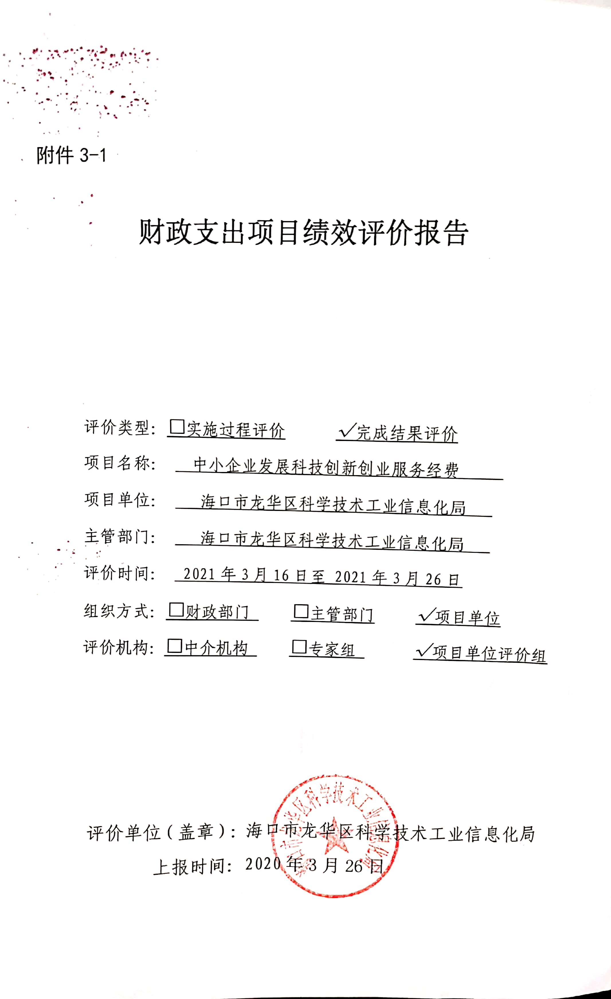 附件 3-1
财政支出项目绩效评价报告
评价类型: □实施过程评价 √完成结果评价
项目名称: 中小企业发展科技创新创业服务经费
项目单位: 海口市龙华区科学技术工业信息化局
主管部门: 海口市龙华区科学技术工业信息化局
评价时间: 2021 年 3 月 16 日至 2021 年 3 月 26 日
组织方式: □财政部门 □主管部门 √项目单位
评价机构: □中介机构 □专家组 √项目单位评价组
海口市龙华区科学技术工业信息化局
评价单位(盖章): 海口市龙华区科学技术工业信息化局
上报时间: 2020 年 3 月 26 日